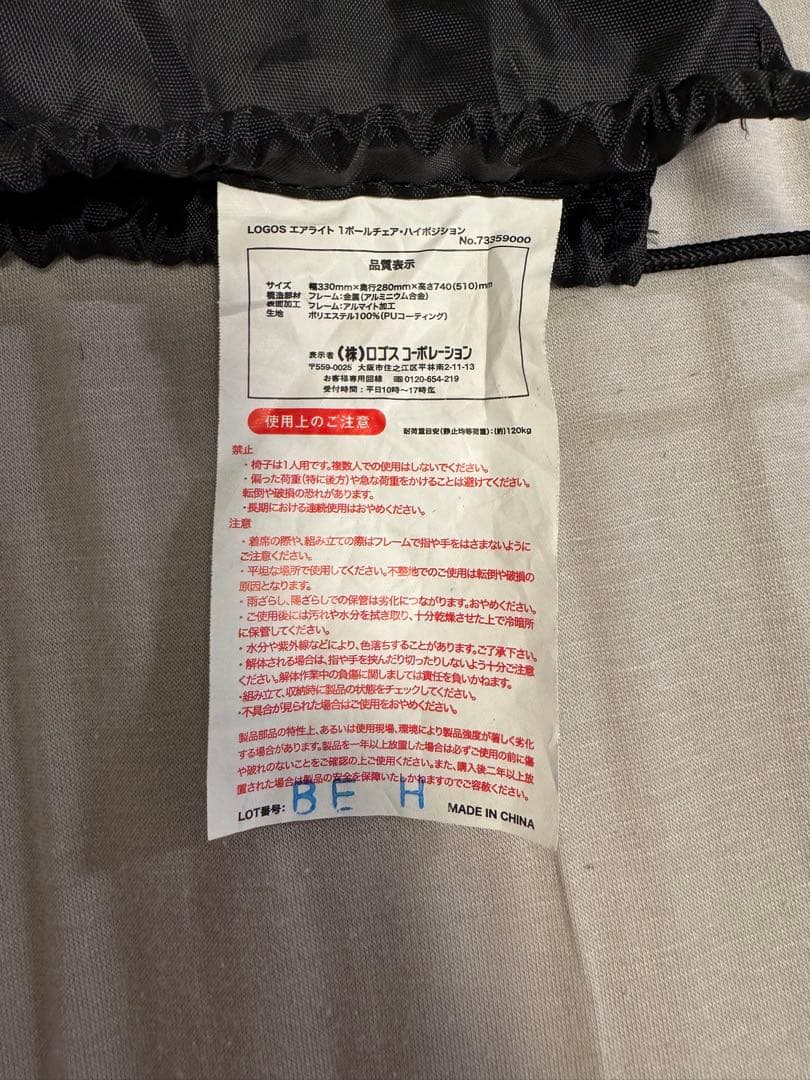 LOGOS エアライト 1ポールチェア・ハイポジション
No.73359000
品質表示
サイズ 幅330mm×奥行280mm×高さ740(510)mm
構造部材 フレーム:金属(アルミニウム合金)
表面加工 フレーム:アルマイト加工
生地 ポリエステル100%(PUコーティング)
表示者 (株)ロゴス コーポレーション
〒559-0025 大阪市住之江区平林南2-11-13
お客様専用回線 0120-654-219
受付時間:平日10時〜17時迄
使用上のご注意
耐荷重目安(静止均等荷重):(約)120kg
禁止
・椅子は1人用です。複数人での使用はしないでください。
・偏った荷重(特に後方)や急な荷重をかけることは避けてください。
転倒や破損の恐れがあります。
・長期における連続使用はおやめください。
注意
・着席の際や、組み立ての際はフレームで指や手をはさまないように
ご注意ください。
・平坦な場所で使用してください。不整地でのご使用は転倒や破損の
原因となります。
・雨ざらし、陽ざらしでの保管は劣化につながります。おやめください。
・ご使用後には汚れや水分を拭き取り、十分乾燥させた上で冷暗所
に保管してください。
・水分や紫外線などにより、色落ちすることがあります。ご了承下さい。
・解体される場合は、指や手を挟んだり切ったりしないよう十分ご注意
ください。解体作業中の負傷に関しましては責任を負いかねます。
・組み立て、収納時に製品の状態をチェックしてください。
・不具合が見られた場合はご使用をおやめください。
製品部品の特性上、あるいは使用現場、環境により製品強度が著しく劣化
する場合があります。製品を一年以上放置した場合は必ずご使用の前に傷
や破れのないことをご確認の上ご使用ください。また、購入後二年以上放
置された場合は製品の安全を保障いたしかねますのでご容赦ください。
LOT番号: BE H MADE IN CHINA